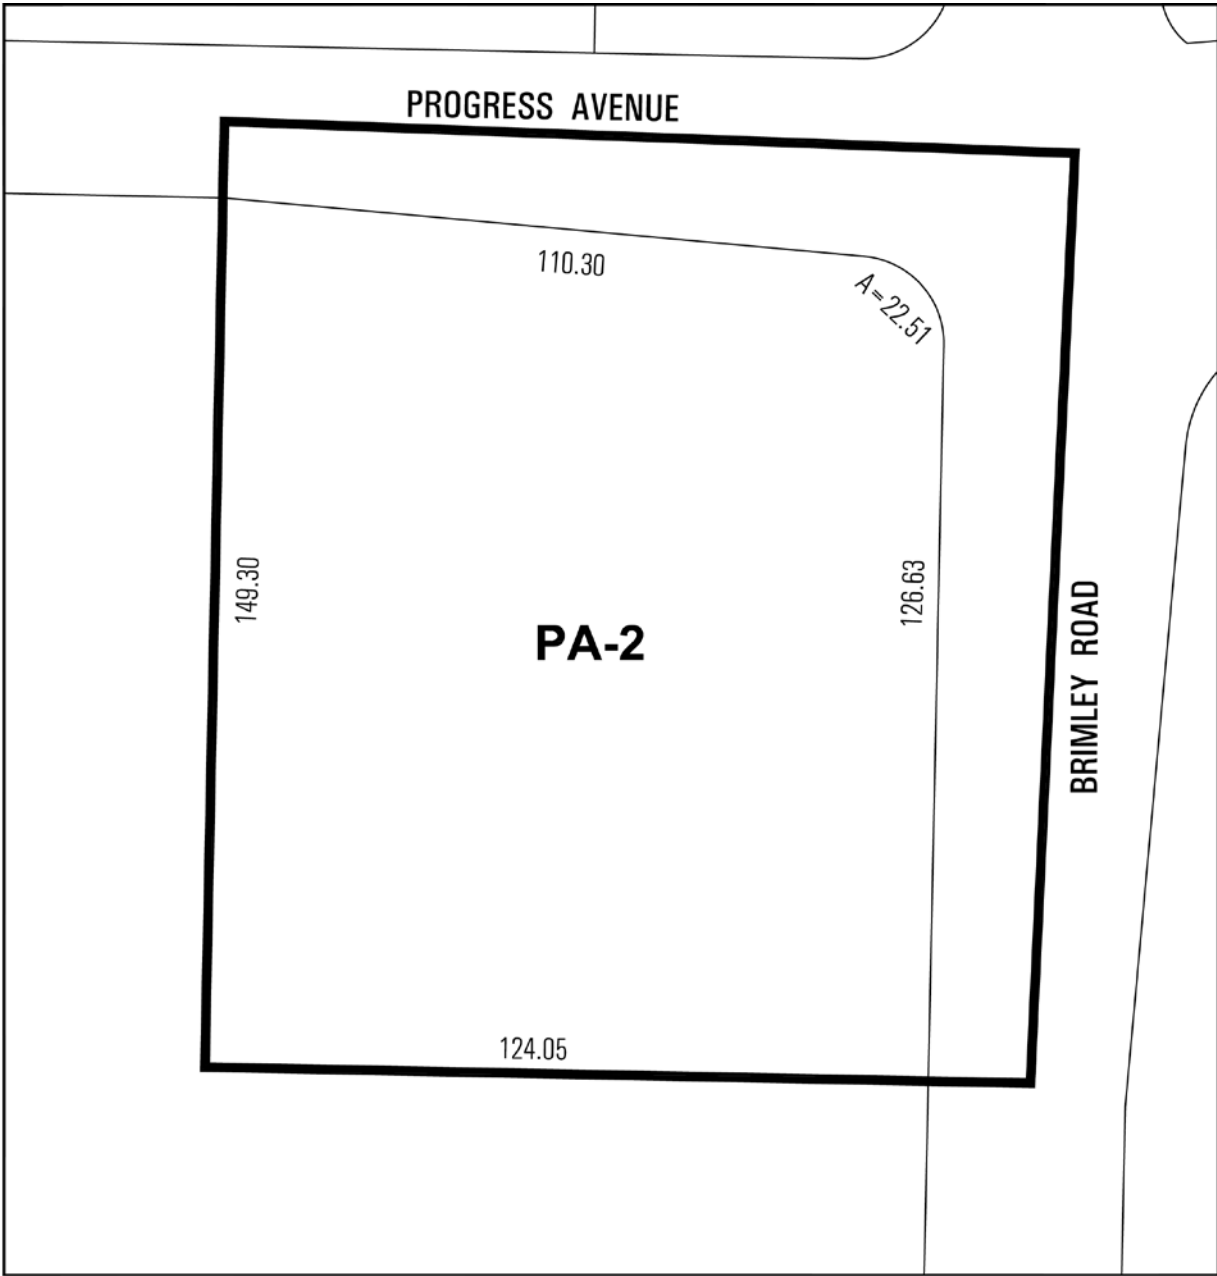 PROGRESS AVENUE
110.30
A=22.51
149.30
126.63
PA-2
BRIMLEY ROAD
124.05